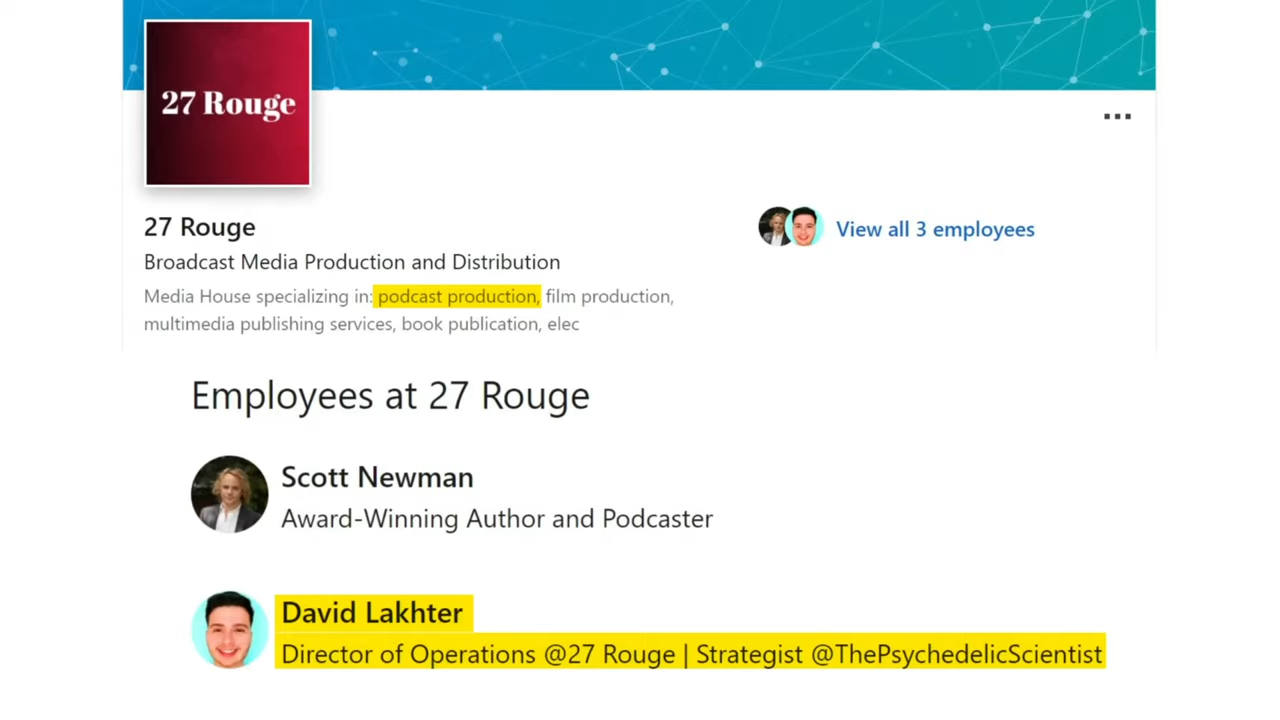 27 Rouge
27 Rouge
View all 3 employees
Broadcast Media Production and Distribution
Media House specializing in: podcast production, film production,
multimedia publishing services, book publication, elec
Employees at 27 Rouge
Scott Newman
Award-Winning Author and Podcaster
David Lakhter
Director of Operations @27 Rouge | Strategist @ThePsychedelicScientist